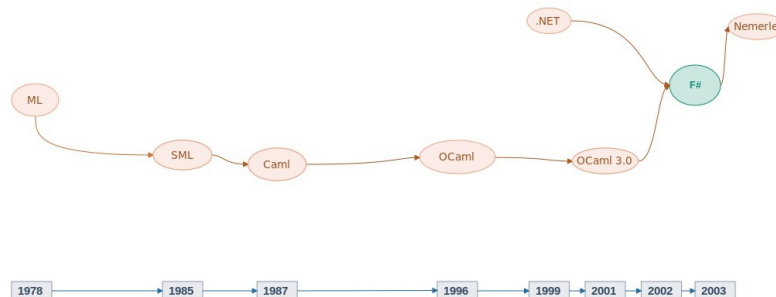 .NET
Nemerle
F#
ML
SML
Caml
OCaml
OCaml 3.0
1978
1985
1987
1996
1999
2001
2002
2003